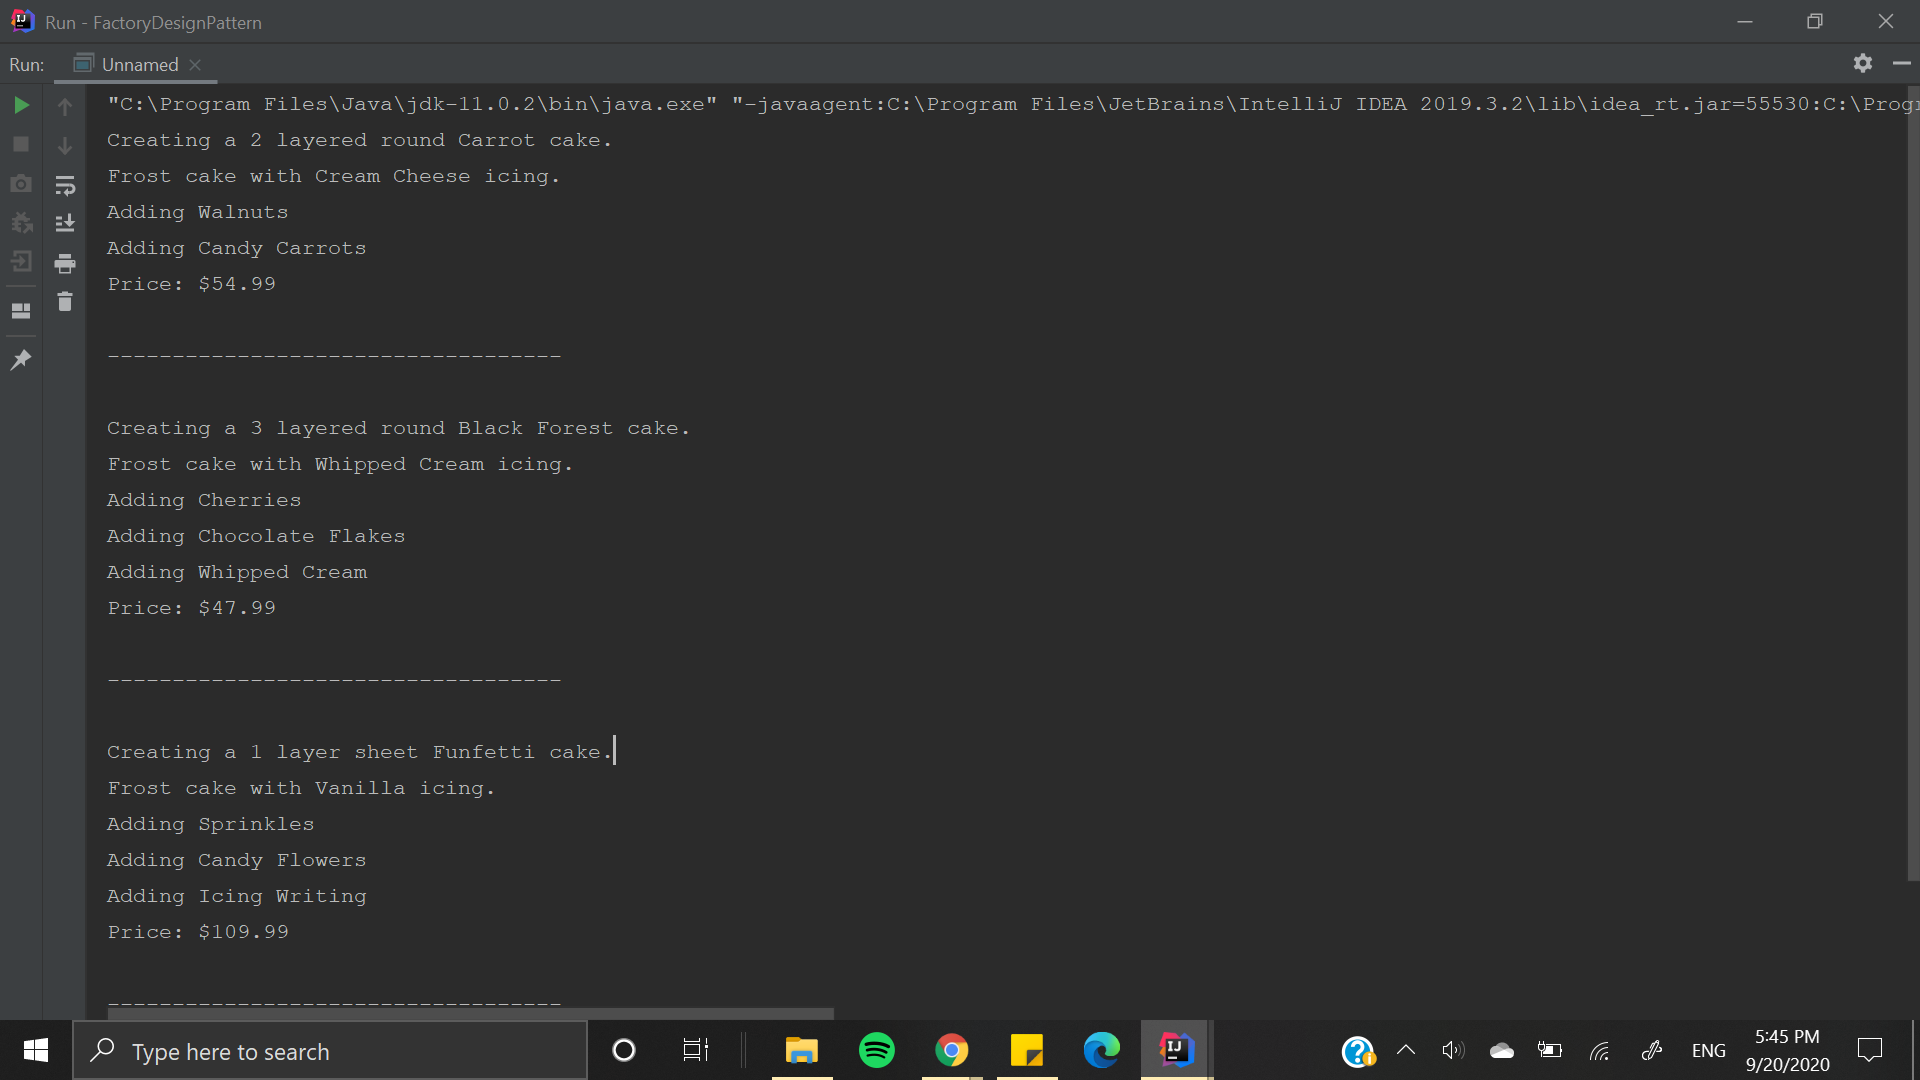 Run - FactoryDesignPattern
Run:
Unnamed
"C:\Program Files\Java\jdk-11.0.2\bin\java.exe" "-javaagent:C:\Program Files\JetBrains\IntelliJ IDEA 2019.3.2\lib\idea_rt.jar=55530:C:\Progr
Creating a 2 layered round Carrot cake.
Frost cake with Cream Cheese icing.
Adding Walnuts
Adding Candy Carrots
Price: $54.99
-----------------------------------
Creating a 3 layered round Black Forest cake.
Frost cake with Whipped Cream icing.
Adding Cherries
Adding Chocolate Flakes
Adding Whipped Cream
Price: $47.99
-----------------------------------
Creating a 1 layer sheet Funfetti cake.
Frost cake with Vanilla icing.
Adding Sprinkles
Adding Candy Flowers
Adding Icing Writing
Price: $109.99
-----------------------------------
Type here to search
IJ
ENG
5:45 PM
9/20/2020